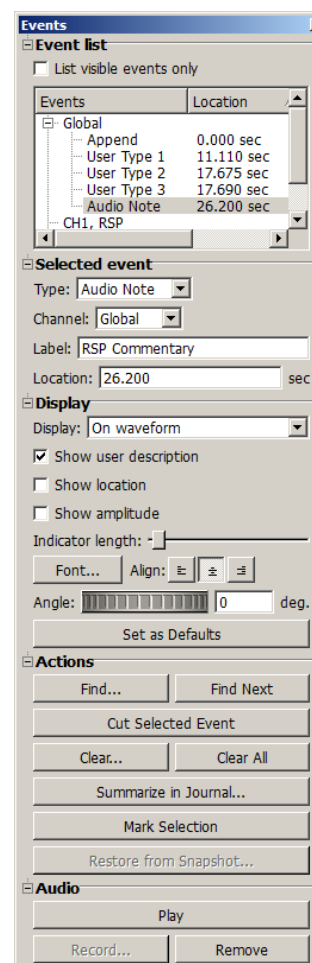 Events
Event list
List visible events only
Events Location
Global
Append 0.000 sec
User Type 1 11.110 sec
User Type 2 17.675 sec
User Type 3 17.690 sec
Audio Note 26.200 sec
CH1, RSP
Selected event
Type: Audio Note
Channel: Global
Label: RSP Commentary
Location: 26.200 sec
Display
Display: On waveform
Show user description
Show location
Show amplitude
Indicator length:
Font... Align:
Angle: 0 deg.
Set as Defaults
Actions
Find... Find Next
Cut Selected Event
Clear... Clear All
Summarize in Journal...
Mark Selection
Restore from Snapshot...
Audio
Play
Record... Remove